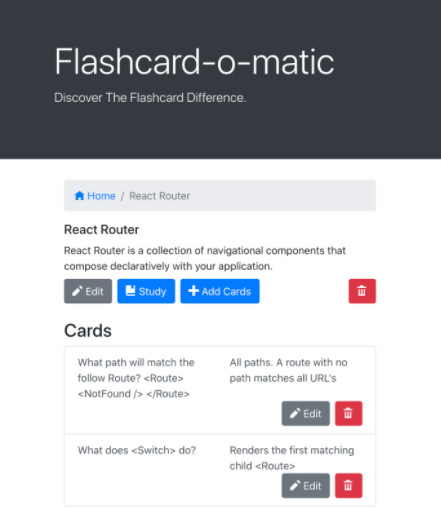 Flashcard-o-matic
Discover The Flashcard Difference.
Home / React Router
React Router
React Router is a collection of navigational components that
compose declaratively with your application.
Edit Study + Add Cards
Cards
What path will match the
follow Route? <Route>
<NotFound /> </Route>
All paths. A route with no
path matches all URL's
Edit
What does <Switch> do?
Renders the first matching
child <Route>
Edit